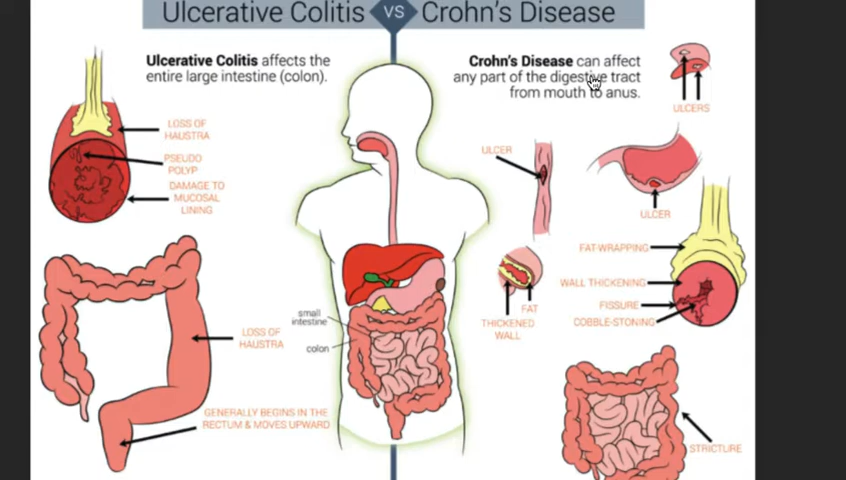 Ulcerative Colitis VS Crohn's Disease
Ulcerative Colitis affects the
entire large intestine (colon).
Crohn's Disease can affect
any part of the digestive tract
from mouth to anus.
ULCERS
LOSS OF
HAUSTRA
PSEUDO
POLYP
DAMAGE TO
MUCOSAL
LINING
ULCER
ULCER
FAT-WRAPPING
WALL THICKENING
FISSURE
COBBLE-STONING
FAT
THICKENED
WALL
small
intestine
colon
LOSS OF
HAUSTRA
GENERALLY BEGINS IN THE
RECTUM & MOVES UPWARD
STRICTURE